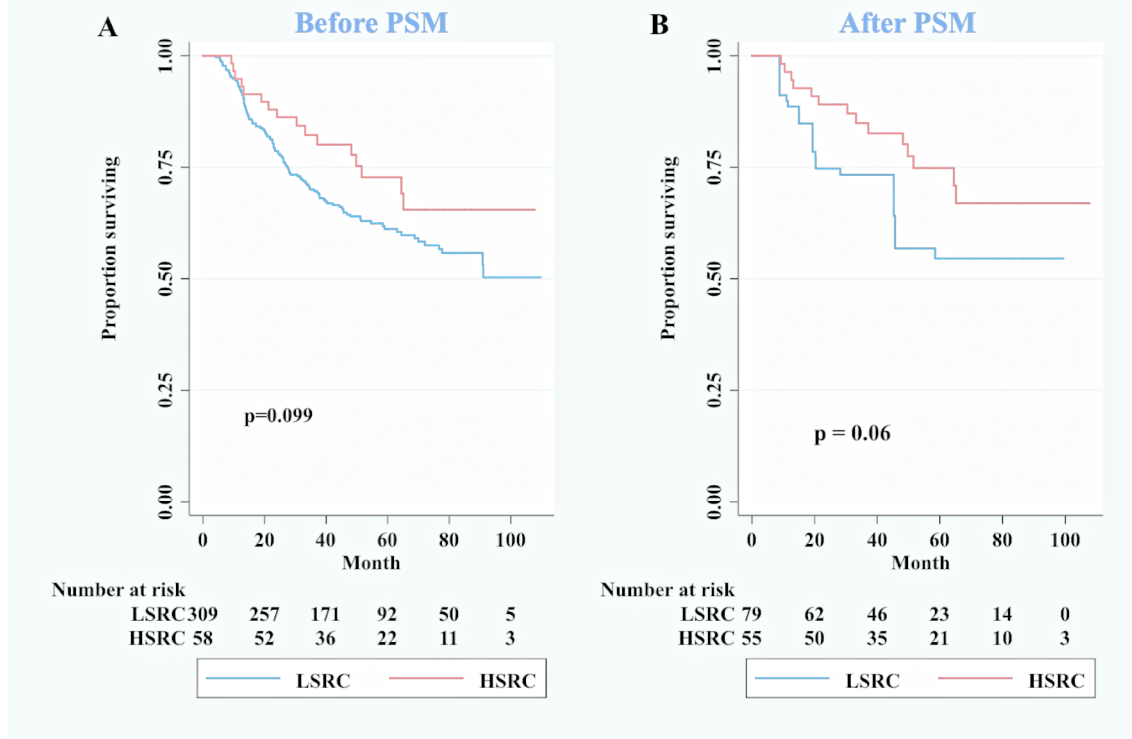 A
Before PSM
Proportion surviving
1.00
0.75
0.50
0.25
0.00
p=0.099
0 20 40 60 80 100
Month
Number at risk
LSRC 309 257 171 92 50 5
HSRC 58 52 36 22 11 3
LSRC HSRC
B
After PSM
Proportion surviving
1.00
0.75
0.50
0.25
0.00
p = 0.06
0 20 40 60 80 100
Month
Number at risk
LSRC 79 62 46 23 14 0
HSRC 55 50 35 21 10 3
LSRC HSRC